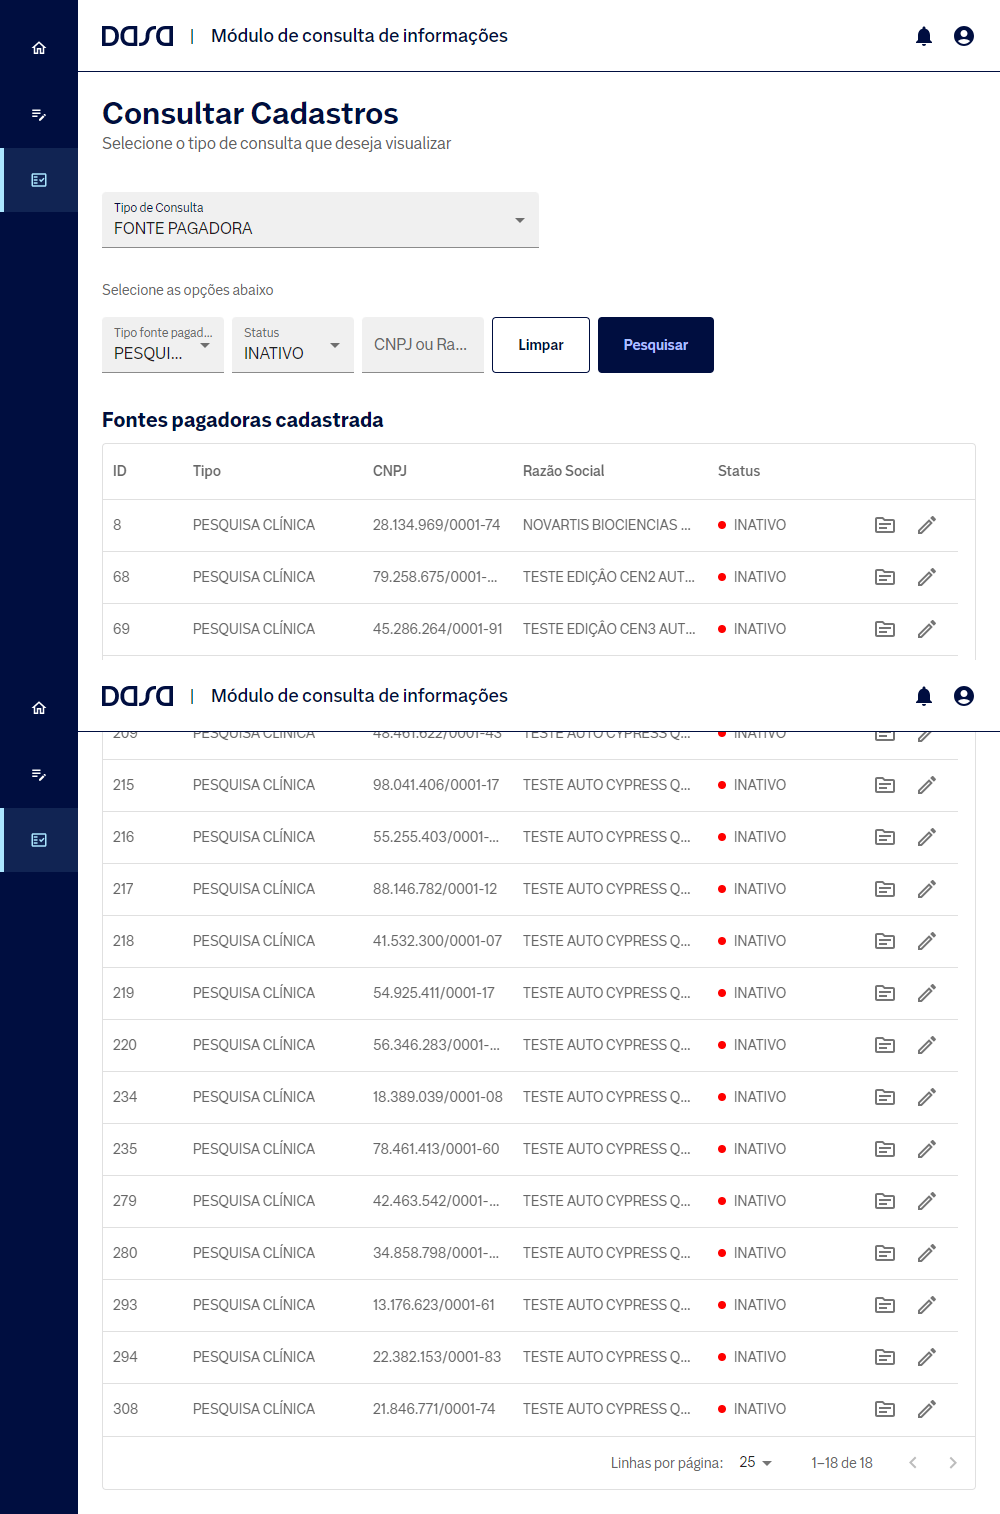 Dasa | Módulo de consulta de informações
Consultar Cadastros
Selecione o tipo de consulta que deseja visualizar
Tipo de Consulta
FONTE PAGADORA
Selecione as opções abaixo
Tipo fonte pagad... Status
PESQUI... INATIVO CNPJ ou Ra... Limpar Pesquisar
Fontes pagadoras cadastrada
ID Tipo CNPJ Razão Social Status
8 PESQUISA CLÍNICA 28.134.969/0001-74 NOVARTIS BIOCIENCIAS ... INATIVO
68 PESQUISA CLÍNICA 79.258.675/0001-... TESTE EDIÇÃO CEN2 AUT... INATIVO
69 PESQUISA CLÍNICA 45.286.264/0001-91 TESTE EDIÇÃO CEN3 AUT... INATIVO
Dasa | Módulo de consulta de informações
209 PESQUISA CLÍNICA 48.461.622/0001-43 TESTE AUTO CYPRESS Q... INATIVO
215 PESQUISA CLÍNICA 98.041.406/0001-17 TESTE AUTO CYPRESS Q... INATIVO
216 PESQUISA CLÍNICA 55.255.403/0001-... TESTE AUTO CYPRESS Q... INATIVO
217 PESQUISA CLÍNICA 88.146.782/0001-12 TESTE AUTO CYPRESS Q... INATIVO
218 PESQUISA CLÍNICA 41.532.300/0001-07 TESTE AUTO CYPRESS Q... INATIVO
219 PESQUISA CLÍNICA 54.925.411/0001-17 TESTE AUTO CYPRESS Q... INATIVO
220 PESQUISA CLÍNICA 56.346.283/0001-... TESTE AUTO CYPRESS Q... INATIVO
234 PESQUISA CLÍNICA 18.389.039/0001-08 TESTE AUTO CYPRESS Q... INATIVO
235 PESQUISA CLÍNICA 78.461.413/0001-60 TESTE AUTO CYPRESS Q... INATIVO
279 PESQUISA CLÍNICA 42.463.542/0001-... TESTE AUTO CYPRESS Q... INATIVO
280 PESQUISA CLÍNICA 34.858.798/0001-... TESTE AUTO CYPRESS Q... INATIVO
293 PESQUISA CLÍNICA 13.176.623/0001-61 TESTE AUTO CYPRESS Q... INATIVO
294 PESQUISA CLÍNICA 22.382.153/0001-83 TESTE AUTO CYPRESS Q... INATIVO
308 PESQUISA CLÍNICA 21.846.771/0001-74 TESTE AUTO CYPRESS Q... INATIVO
Linhas por página: 25 1–18 de 18